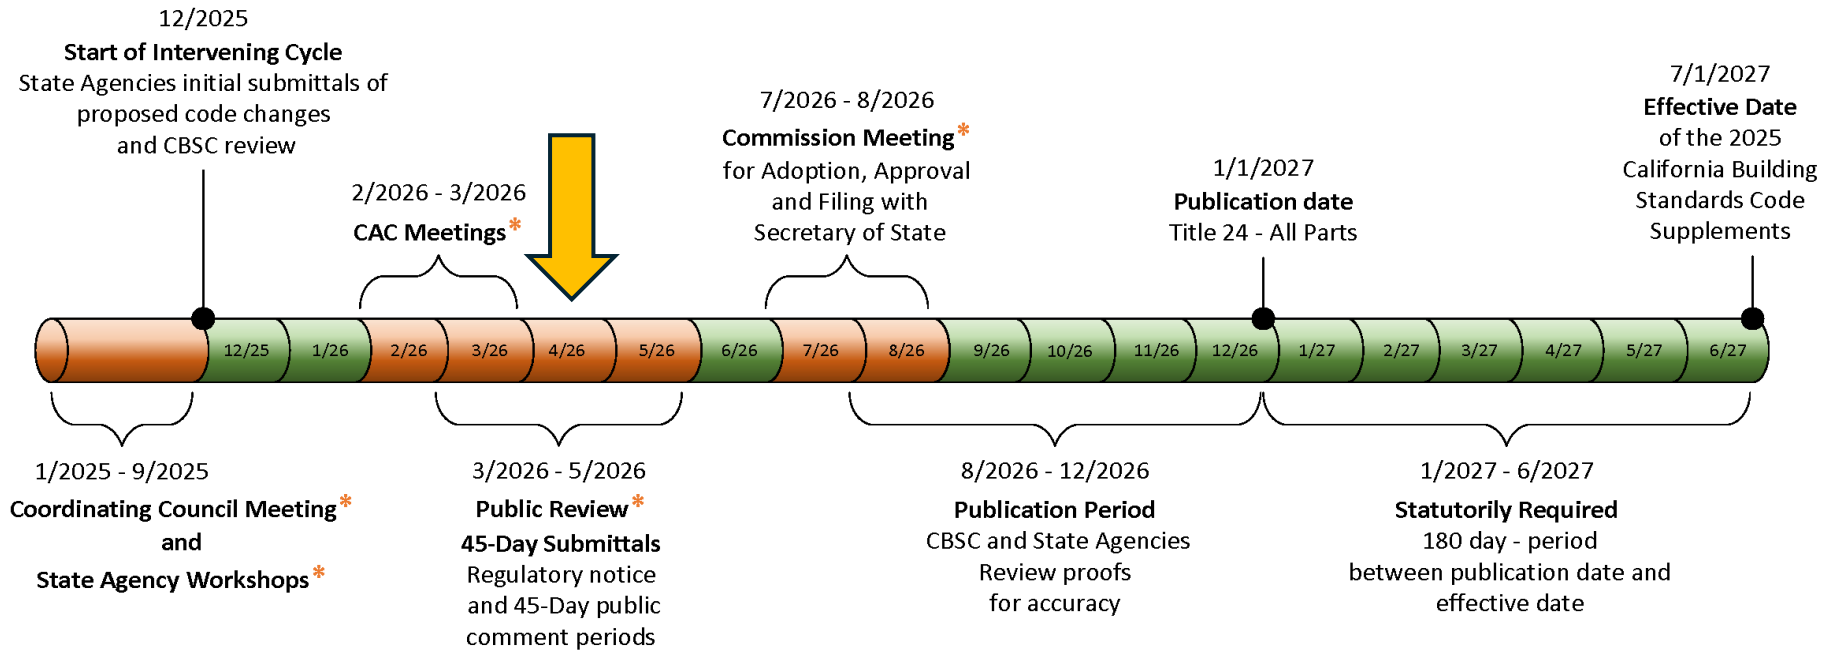 12/2025
Start of Intervening Cycle
State Agencies initial submittals of
proposed code changes
and CBSC review
2/2026 - 3/2026
CAC Meetings*
7/2026 - 8/2026
Commission Meeting*
for Adoption, Approval
and Filing with
Secretary of State
1/1/2027
Publication date
Title 24 - All Parts
7/1/2027
Effective Date
of the 2025
California Building
Standards Code
Supplements
12/25
1/26
2/26
3/26
4/26
5/26
6/26
7/26
8/26
9/26
10/26
11/26
12/26
1/27
2/27
3/27
4/27
5/27
6/27
1/2025 - 9/2025
Coordinating Council Meeting*
and
State Agency Workshops*
3/2026 - 5/2026
Public Review*
45-Day Submittals
Regulatory notice
and 45-Day public
comment periods
8/2026 - 12/2026
Publication Period
CBSC and State Agencies
Review proofs
for accuracy
1/2027 - 6/2027
Statutorily Required
180 day - period
between publication date and
effective date